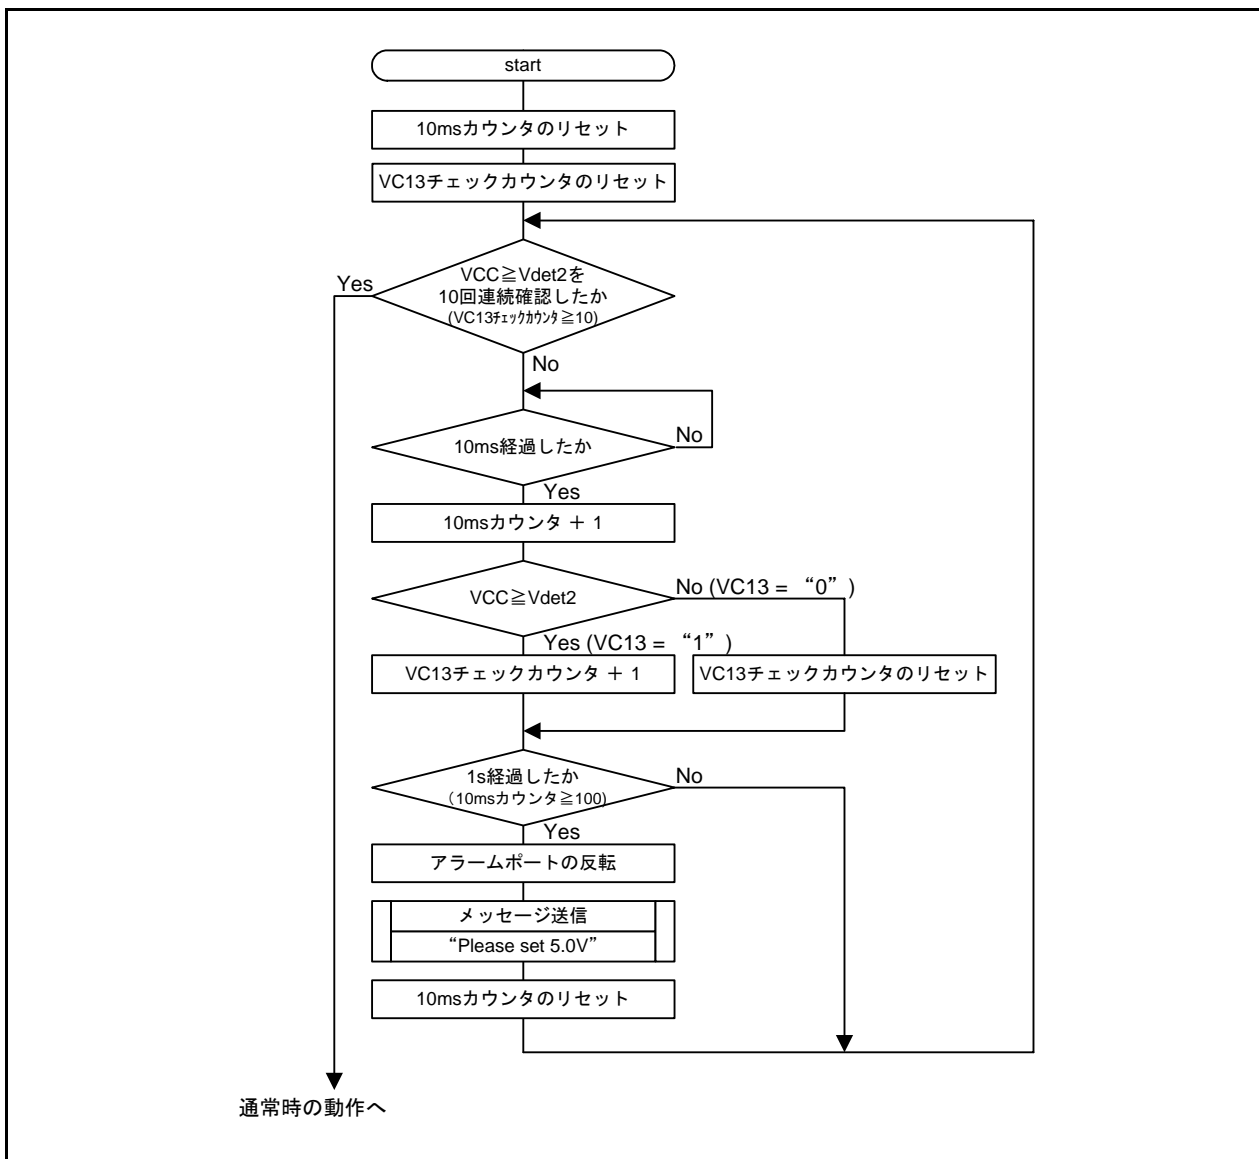 start
10msカウンタのリセット
VC13チェックカウンタのリセット
VCC≧Vdet2を
10回連続確認したか
(VC13ﾁｪｯｸｶｳﾝﾀ≧10)
Yes
No
10ms経過したか
No
Yes
10msカウンタ ＋ 1
VCC≧Vdet2
No (VC13 = “0”)
Yes (VC13 = “1”)
VC13チェックカウンタ ＋ 1
VC13チェックカウンタのリセット
1s経過したか
（10msカウンタ≧100)
No
Yes
アラームポートの反転
メッセージ送信
“Please set 5.0V”
10msカウンタのリセット
通常時の動作へ